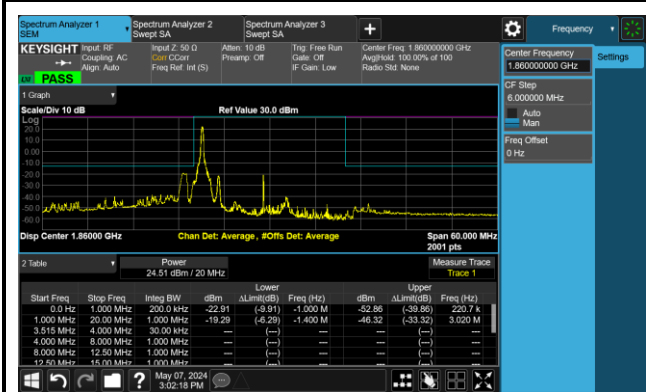 Spectrum Analyzer 1
SEM
Spectrum Analyzer 2
Swept SA
Spectrum Analyzer 3
Swept SA
+
Frequency
KEYSIGHT
Input: RF
Coupling: AC
Align: Auto
Input Z: 50 Ω
Corr CCorr
Freq Ref: Int (S)
Atten: 10 dB
Preamp: Off
Trig: Free Run
Gate: Off
IF Gain: Low
Center Freq: 1.860000000 GHz
Avg|Hold: 100.00% of 100
Radio Std: None
PASS
Center Frequency
1.860000000 GHz
Settings
CF Step
6.000000 MHz
Auto
Man
Freq Offset
0 Hz
1 Graph
Scale/Div 10 dB
Ref Value 30.0 dBm
Log
20.0
10.0
0.00
-10.0
-20.0
-30.0
-40.0
-50.0
-60.0
Disp Center 1.86000 GHz
Chan Det: Average , #Offs Det: Average
Span 60.000 MHz
2001 pts
2 Table
Power
24.51 dBm / 20 MHz
Measure Trace
Trace 1
Lower Upper
Start Freq Stop Freq Integ BW dBm ΔLimit(dB) Freq (Hz) dBm ΔLimit(dB) Freq (Hz)
0.0 Hz 1.000 MHz 200.0 kHz -22.91 (-9.91) -1.000 M -52.86 (-39.86) 220.7 k
1.000 MHz 20.00 MHz 1.000 MHz -19.29 (-6.29) -1.400 M -46.32 (-33.32) 3.020 M
3.515 MHz 4.000 MHz 30.00 kHz --- (---) --- --- (---) ---
4.000 MHz 8.000 MHz 1.000 MHz --- (---) --- --- (---) ---
8.000 MHz 12.50 MHz 1.000 MHz --- (---) --- --- (---) ---
12.50 MHz 15.00 MHz 1.000 MHz --- (---) --- --- (---) ---
?
May 07, 2024
3:02:18 PM